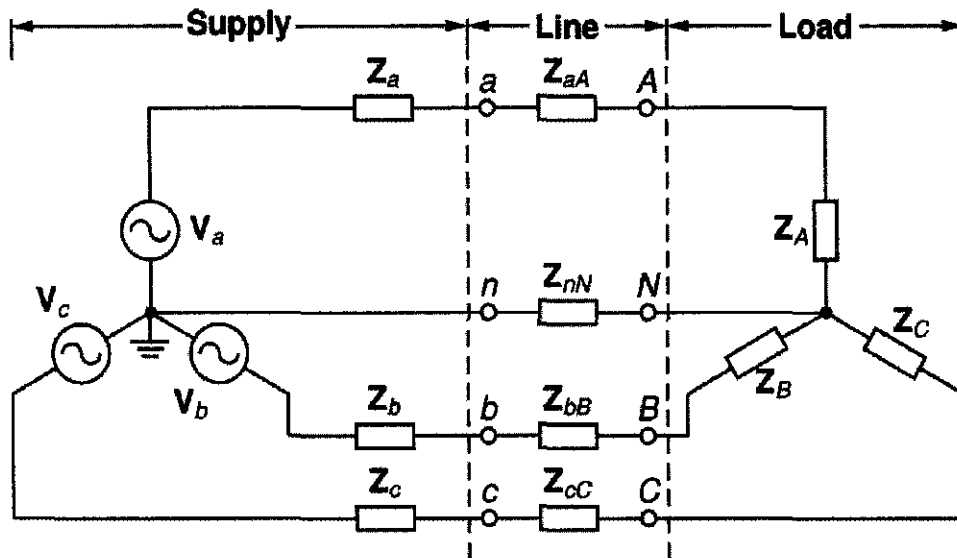 Supply Line Load
Za a ZaA A
Va ZA
n ZnN N
Vc ZC
Vb ZB
Zb b ZbB B
Zc c ZcC C